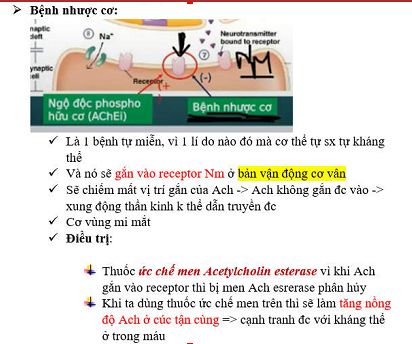 Bệnh nhược cơ:
naptic
cleft
Na⁺
8
7
Neurotransmitter
bound to receptor
NM
ynaptic
cell
Receptor
(+)
(-)
Ngộ độc phospho
hữu cơ (AChEi)
Bệnh nhược cơ
Là 1 bệnh tự miễn, vì 1 lí do nào đó mà cơ thể tự sx tự kháng
thể
Và nó sẽ gắn vào receptor Nm ở bản vận động cơ vân
Sẽ chiếm mất vị trí gắn của Ach -> Ach không gắn đc vào ->
xung động thần kinh k thể dẫn truyền đc
Cơ vùng mi mắt
Điều trị:
Thuốc ức chế men Acetylcholin esterase vì khi Ach
gắn vào receptor thì bị men Ach esrerase phân hủy
Khi ta dùng thuốc ức chế men trên thì sẽ làm tăng nồng
độ Ach ở cúc tận cùng => cạnh tranh đc với kháng thể
ở trong máu